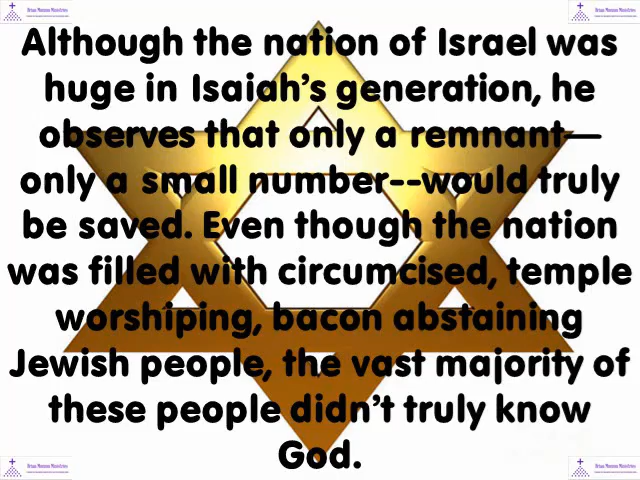 Although the nation of Israel was
huge in Isaiah's generation, he
observes that only a remnant—
only a small number--would truly
be saved. Even though the nation
was filled with circumcised, temple
worshiping, bacon abstaining
Jewish people, the vast majority of
these people didn't truly know
God.